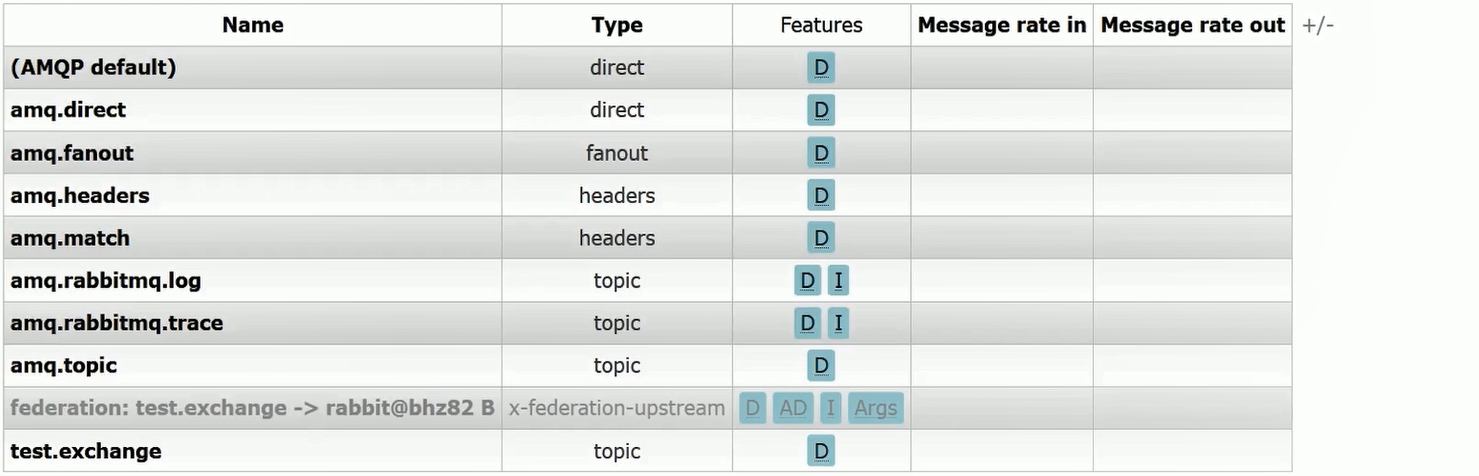 Name Type Features Message rate in Message rate out +/-
(AMQP default) direct D
amq.direct direct D
amq.fanout fanout D
amq.headers headers D
amq.match headers D
amq.rabbitmq.log topic D I
amq.rabbitmq.trace topic D I
amq.topic topic D
federation: test.exchange -> rabbit@bhz82 B x-federation-upstream D AD I Args
test.exchange topic D